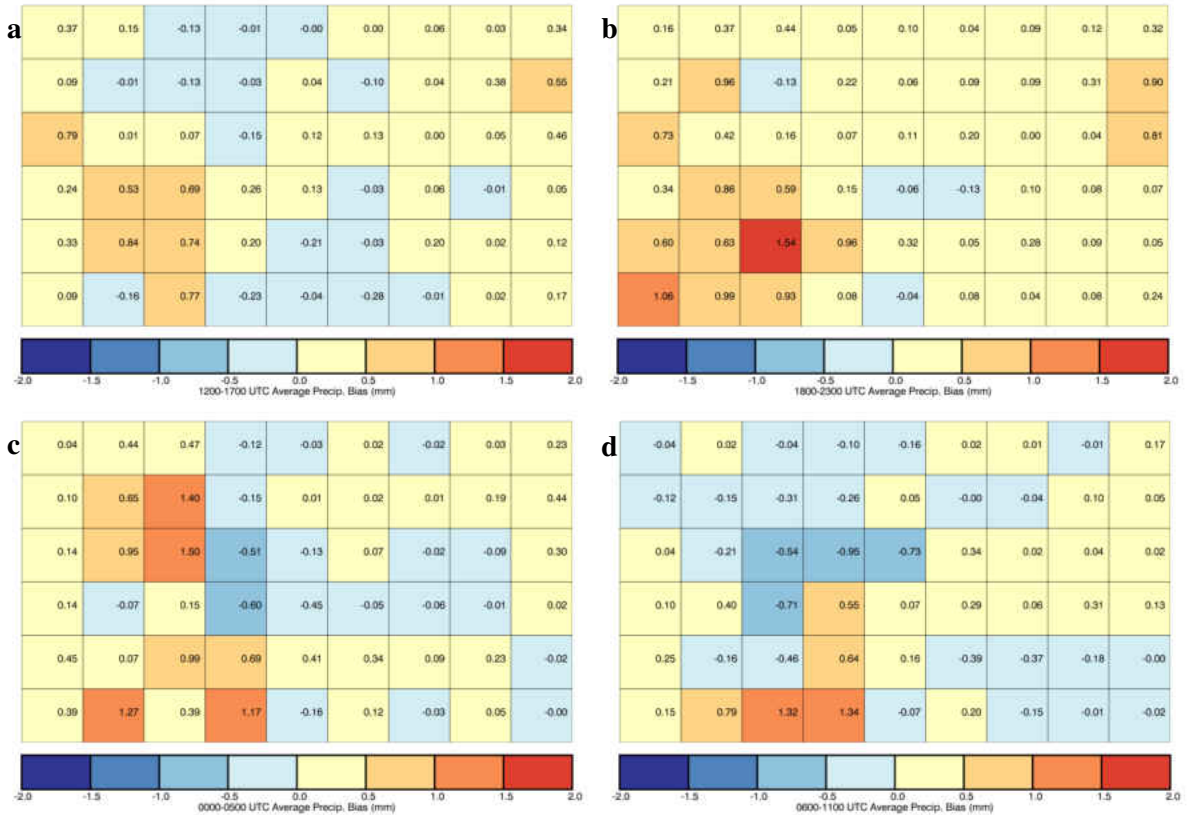 a
0.37 0.15 -0.13 -0.01 -0.00 0.00 0.06 0.03 0.34
0.09 -0.01 -0.13 -0.03 0.04 -0.10 0.04 0.38 0.55
0.79 0.01 0.07 -0.15 0.12 0.13 0.00 0.05 0.46
0.24 0.53 0.69 0.26 0.13 -0.03 0.06 -0.01 0.05
0.33 0.84 0.74 0.20 -0.21 -0.03 0.20 0.02 0.12
0.09 -0.16 0.77 -0.23 -0.04 -0.28 -0.01 0.02 0.17
-2.0 -1.5 -1.0 -0.5 0.0 0.5 1.0 1.5 2.0
1200-1700 UTC Average Precip. Bias (mm)
b
0.16 0.37 0.44 0.05 0.10 0.04 0.09 0.12 0.32
0.21 0.96 -0.13 0.22 0.06 0.09 0.09 0.31 0.90
0.73 0.42 0.16 0.07 0.11 0.20 0.00 0.04 0.81
0.34 0.86 0.59 0.15 -0.06 -0.13 0.10 0.08 0.07
0.60 0.63 1.54 0.96 0.32 0.05 0.28 0.09 0.05
1.06 0.99 0.93 0.08 -0.04 0.08 0.04 0.08 0.24
-2.0 -1.5 -1.0 -0.5 0.0 0.5 1.0 1.5 2.0
1800-2300 UTC Average Precip. Bias (mm)
c
0.04 0.44 0.47 -0.12 -0.03 0.02 -0.02 0.03 0.23
0.10 0.65 1.40 -0.15 0.01 0.02 0.01 0.19 0.44
0.14 0.95 1.50 -0.51 -0.13 0.07 -0.02 -0.09 0.30
0.14 -0.07 0.15 -0.60 -0.45 -0.05 -0.06 -0.01 0.02
0.45 0.07 0.99 0.69 0.41 0.34 0.09 0.23 -0.02
0.39 1.27 0.39 1.17 -0.16 0.12 -0.03 0.05 -0.00
-2.0 -1.5 -1.0 -0.5 0.0 0.5 1.0 1.5 2.0
0000-0500 UTC Average Precip. Bias (mm)
d
-0.04 0.02 -0.04 -0.10 -0.16 0.02 0.01 -0.01 0.17
-0.12 -0.15 -0.31 -0.26 0.05 -0.00 -0.04 0.10 0.05
0.04 -0.21 -0.54 -0.95 -0.73 0.34 0.02 0.04 0.02
0.10 0.40 -0.71 0.55 0.07 0.29 0.06 0.31 0.13
0.25 -0.16 -0.46 0.64 0.16 -0.39 -0.37 -0.18 -0.00
0.15 0.79 1.32 1.34 -0.07 0.20 -0.15 -0.01 -0.02
-2.0 -1.5 -1.0 -0.5 0.0 0.5 1.0 1.5 2.0
0600-1100 UTC Average Precip. Bias (mm)